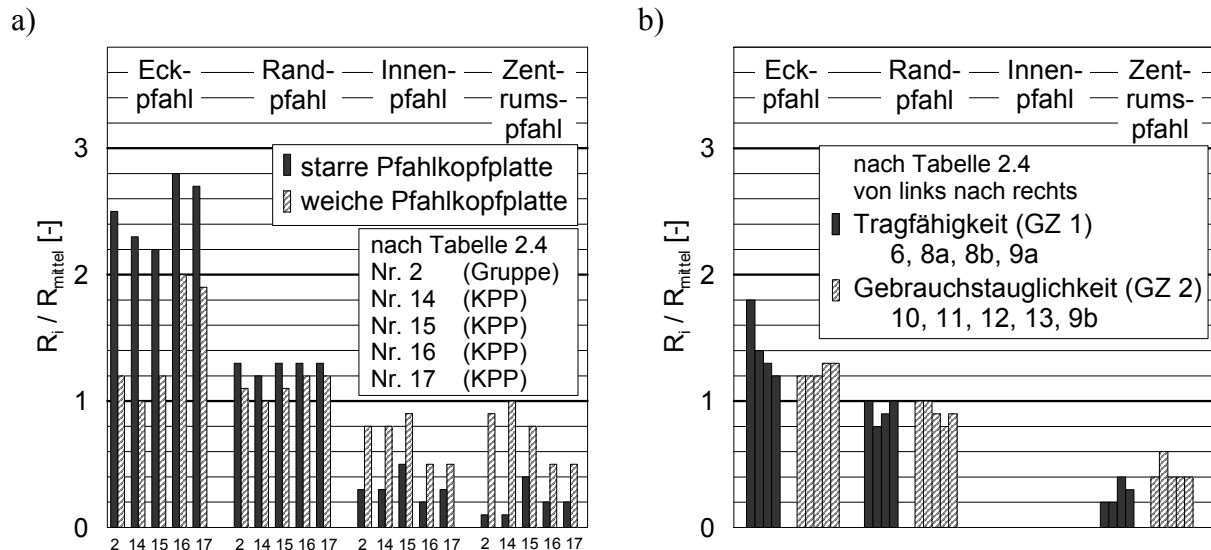 a)
Eck-
pfahl
Rand-
pfahl
Innen-
pfahl
Zent-
rums-
pfahl
3
2
1
0
R_i / R_mittel [-]
starre Pfahlkopfplatte
weiche Pfahlkopfplatte
nach Tabelle 2.4
Nr. 2 (Gruppe)
Nr. 14 (KPP)
Nr. 15 (KPP)
Nr. 16 (KPP)
Nr. 17 (KPP)
2 14 15 16 17 2 14 15 16 17 2 14 15 16 17 2 14 15 16 17
b)
Eck-
pfahl
Rand-
pfahl
Innen-
pfahl
Zent-
rums-
pfahl
3
2
1
0
R_i / R_mittel [-]
nach Tabelle 2.4
von links nach rechts
Tragfähigkeit (GZ 1)
6, 8a, 8b, 9a
Gebrauchstauglichkeit (GZ 2)
10, 11, 12, 13, 9b